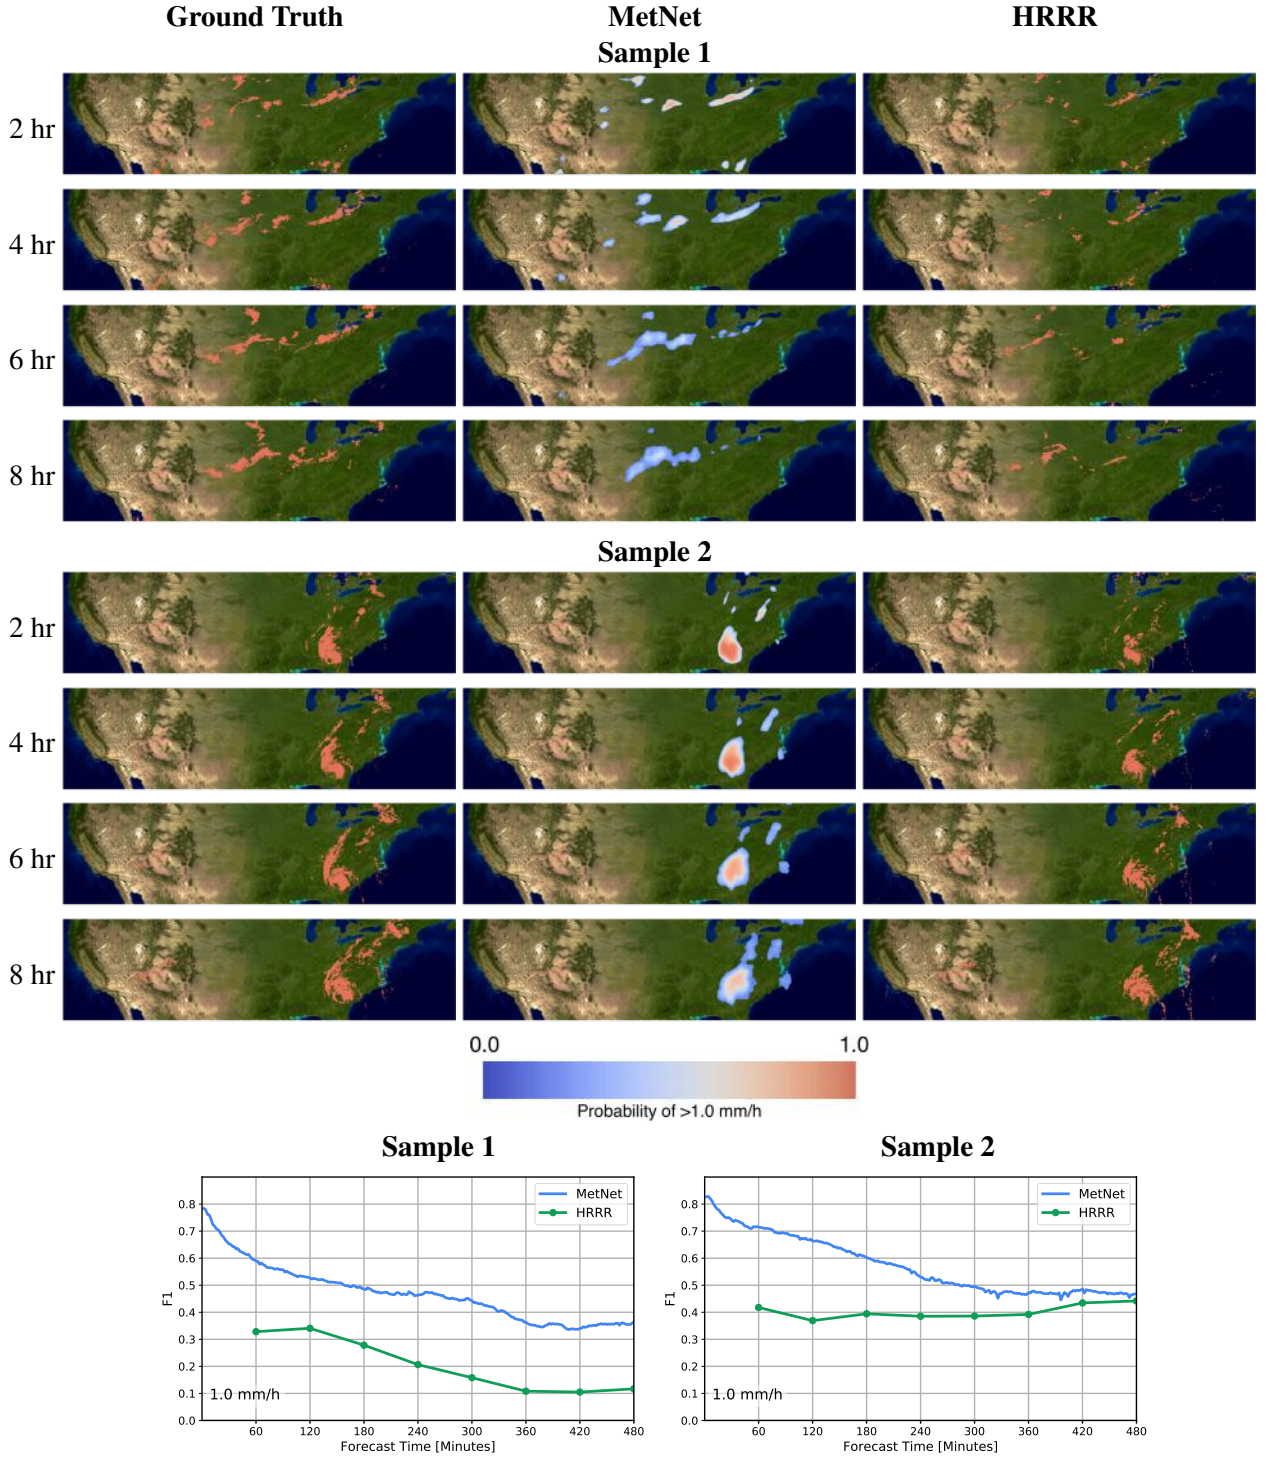 Ground Truth MetNet HRRR
Sample 1
2 hr
4 hr
6 hr
8 hr
Sample 2
2 hr
4 hr
6 hr
8 hr
0.0 1.0
Probability of >1.0 mm/h
Sample 1
MetNet
HRRR
0.8
0.7
0.6
0.5
0.4
0.3
0.2
0.1
0.0
F1
1.0 mm/h
60 120 180 240 300 360 420 480
Forecast Time [Minutes]
Sample 2
MetNet
HRRR
0.8
0.7
0.6
0.5
0.4
0.3
0.2
0.1
0.0
F1
1.0 mm/h
60 120 180 240 300 360 420 480
Forecast Time [Minutes]